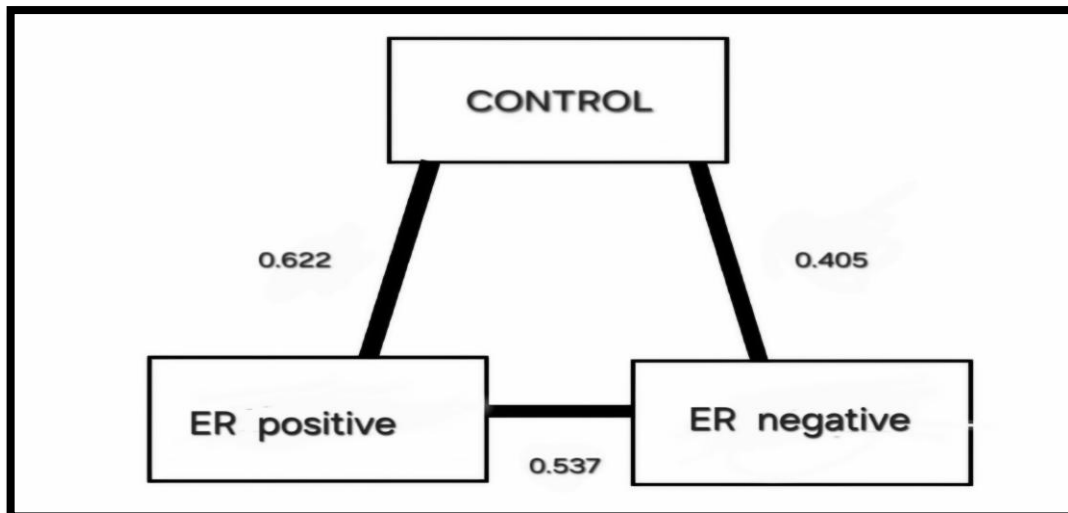 CONTROL
0.622
0.405
ER positive
ER negative
0.537